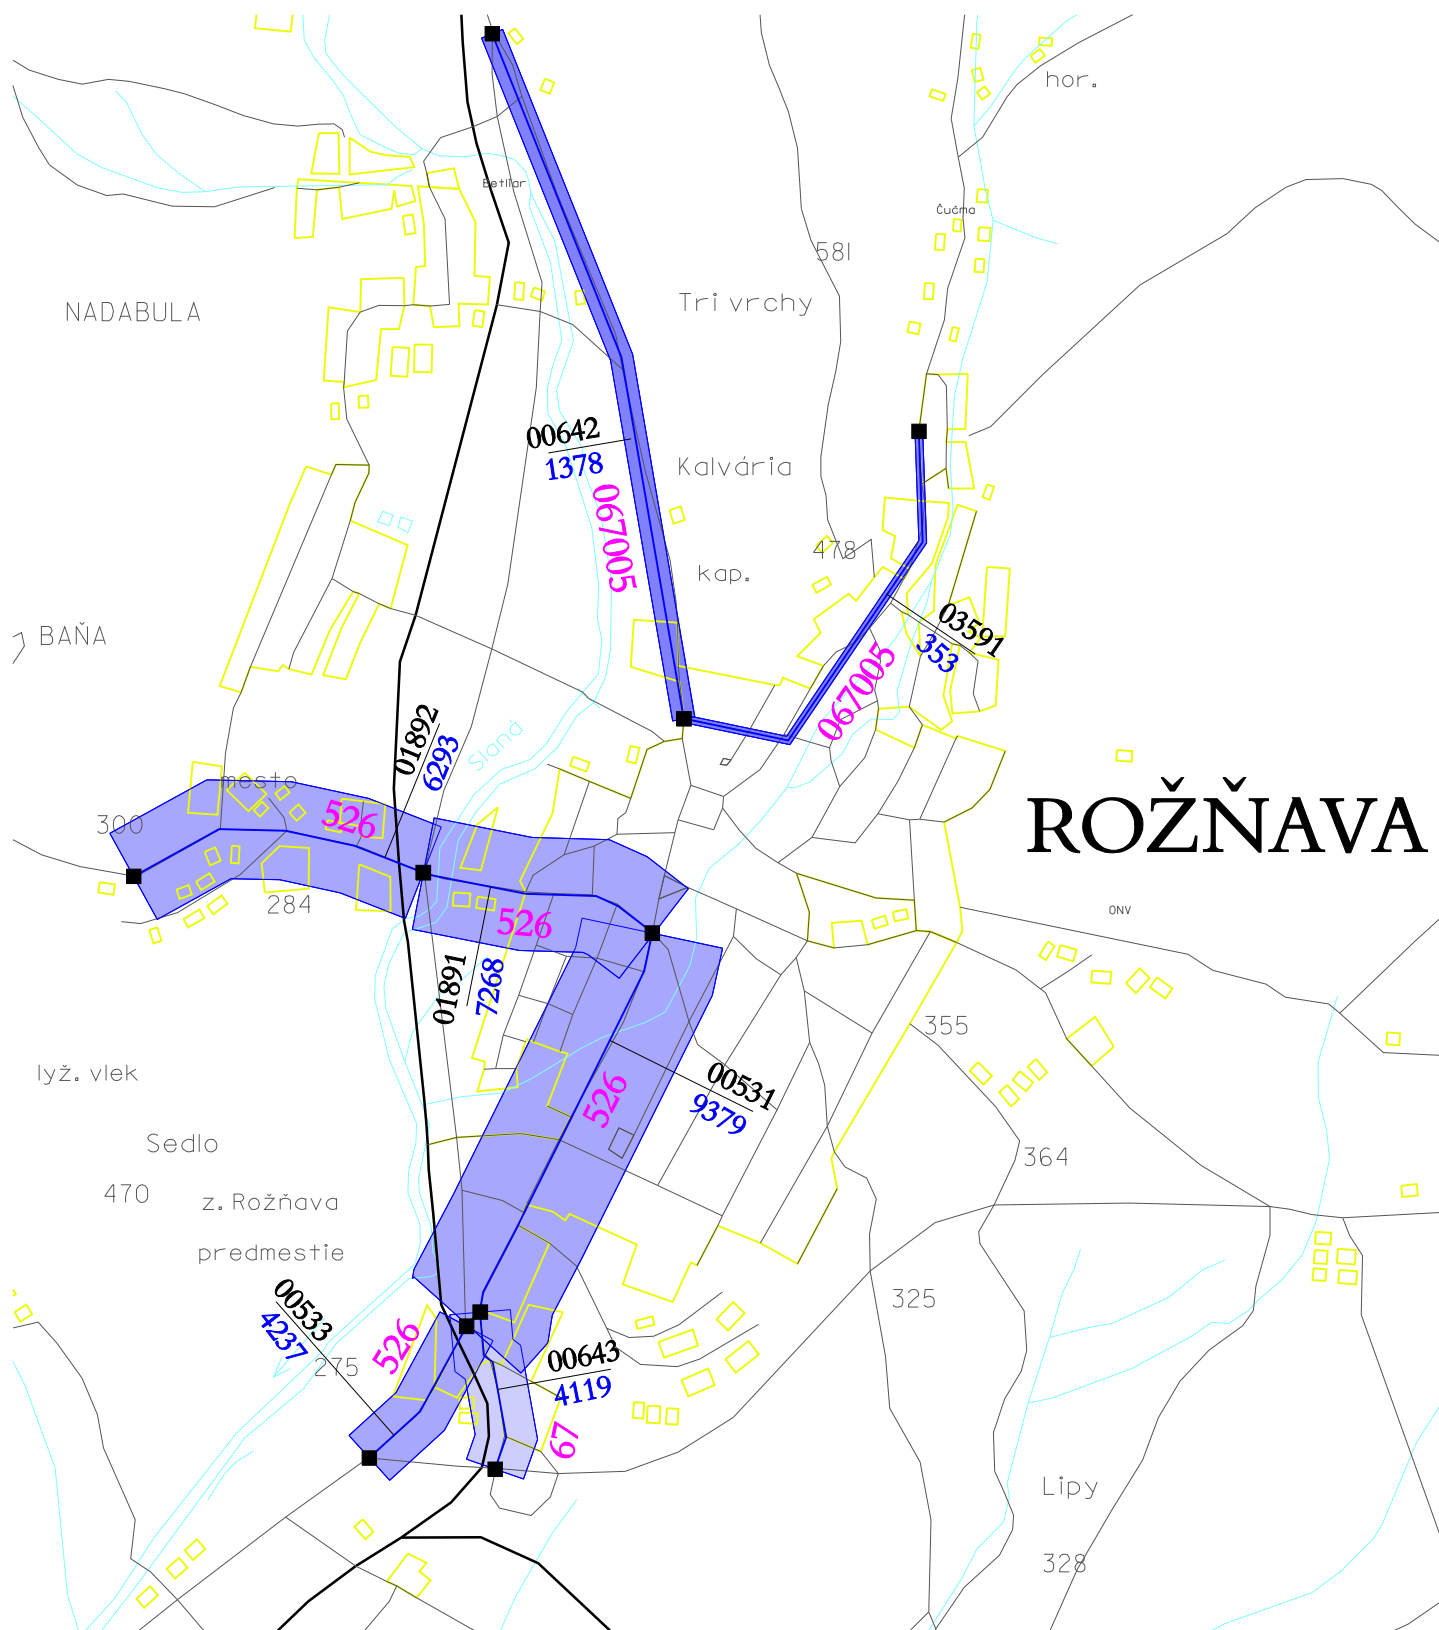 hor.
Betliar
Čučma
581
Tri vrchy
NADABULA
00642
1378
Kalvária
067005
478
kap.
03591
353
BAŇA
067005
01892
6293
Slaná
mesto
526
300
ROŽŇAVA
284
526
ONV
01891
7268
355
lyž. vlek
00531
9379
526
Sedlo
364
470
z. Rožňava
predmestie
325
00533
4237
526
275
00643
4119
67
Lipy
328